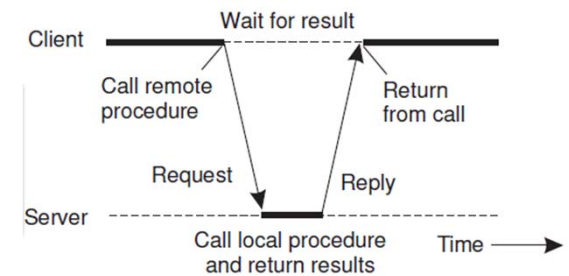 Wait for result
Client
Call remote
procedure
Return
from call
Request
Reply
Server
Call local procedure
and return results
Time